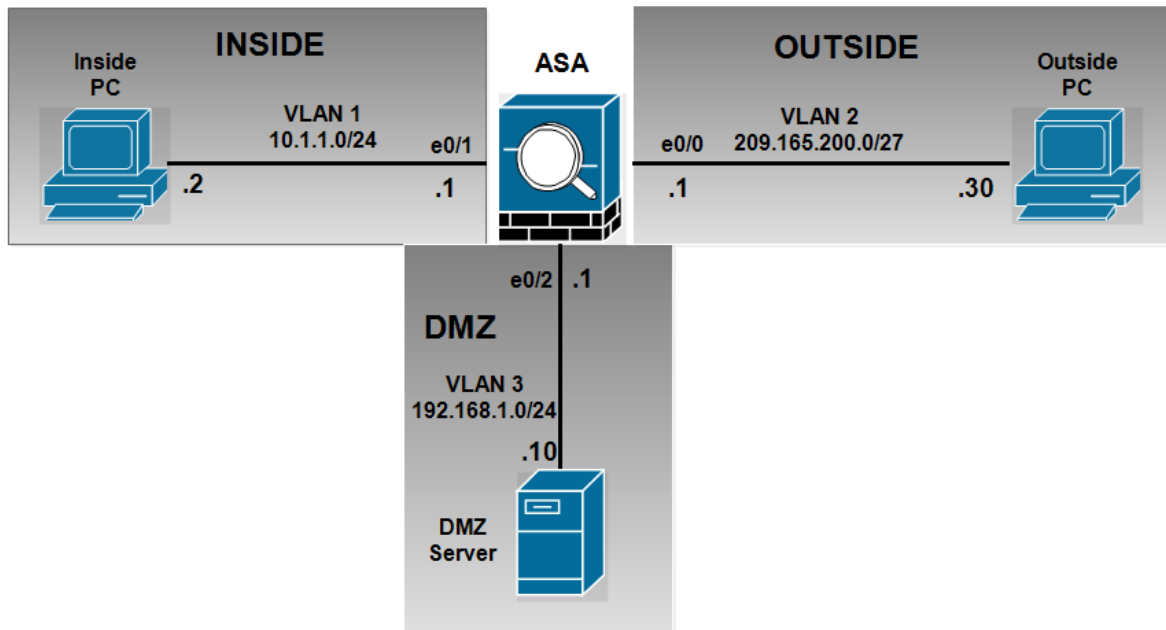 INSIDE
Inside
PC
VLAN 1
10.1.1.0/24
e0/1
.2
.1
ASA
OUTSIDE
Outside
PC
VLAN 2
209.165.200.0/27
e0/0
.1
.30
e0/2
.1
DMZ
VLAN 3
192.168.1.0/24
.10
DMZ
Server